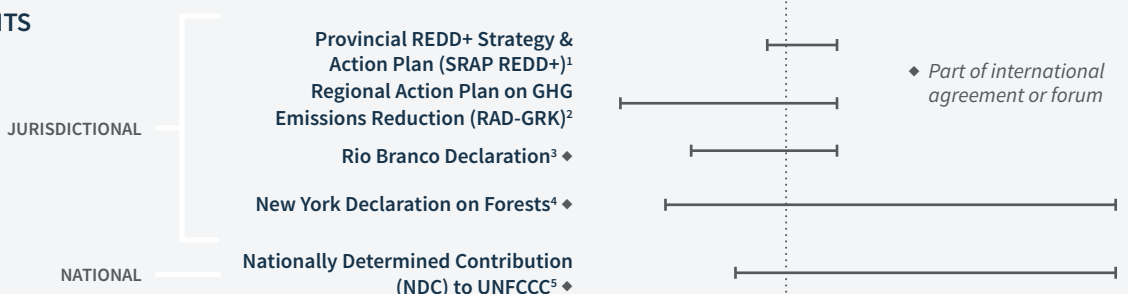 NTS
Provincial REDD+ Strategy &
Action Plan (SRAP REDD+)¹
Regional Action Plan on GHG
Emissions Reduction (RAD-GRK)²
JURISDICTIONAL
Rio Branco Declaration³ ◆
New York Declaration on Forests⁴ ◆
◆ Part of international
agreement or forum
NATIONAL
Nationally Determined Contribution
(NDC) to UNFCCC⁵ ◆